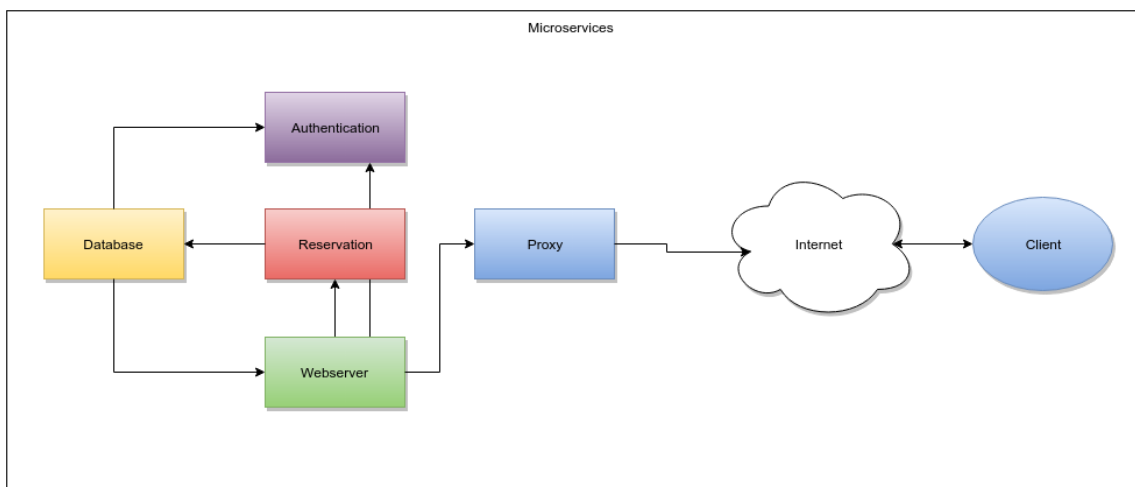 Microservices
Authentication
Database
Reservation
Proxy
Internet
Client
Webserver